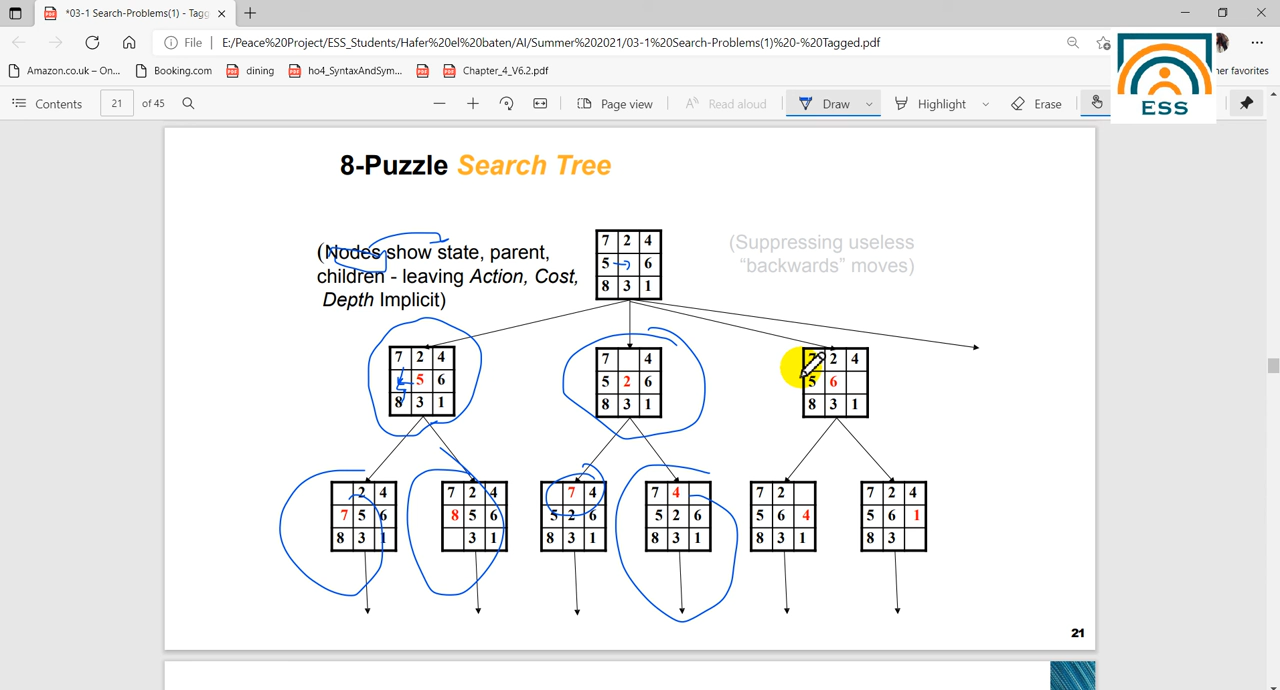 *03-1 Search-Problems(1) - Tagg
File
E:/Peace%20Project/ESS_Students/Hafer%20el%20baten/AI/Summer%202021/03-1%20Search-Problems(1)%20-%20Tagged.pdf
Amazon.co.uk – On...
Booking.com
dining
ho4_SyntaxAndSym...
Chapter_4_V6.2.pdf
her favorites
ESS
Contents
21
of 45
Page view
Read aloud
Draw
Highlight
Erase
8-Puzzle Search Tree
(Nodes show state, parent,
children - leaving Action, Cost,
Depth Implicit)
(Suppressing useless
"backwards" moves)
7 2 4
5 6
8 3 1
7 2 4
5 6
8 3 1
7 4
5 2 6
8 3 1
7 2 4
5 6
8 3 1
2 4
7 5 6
8 3 1
7 2 4
8 5 6
3 1
7 4
5 2 6
8 3 1
7 4
5 2 6
8 3 1
7 2
5 6 4
8 3 1
7 2 4
5 6 1
8 3
21